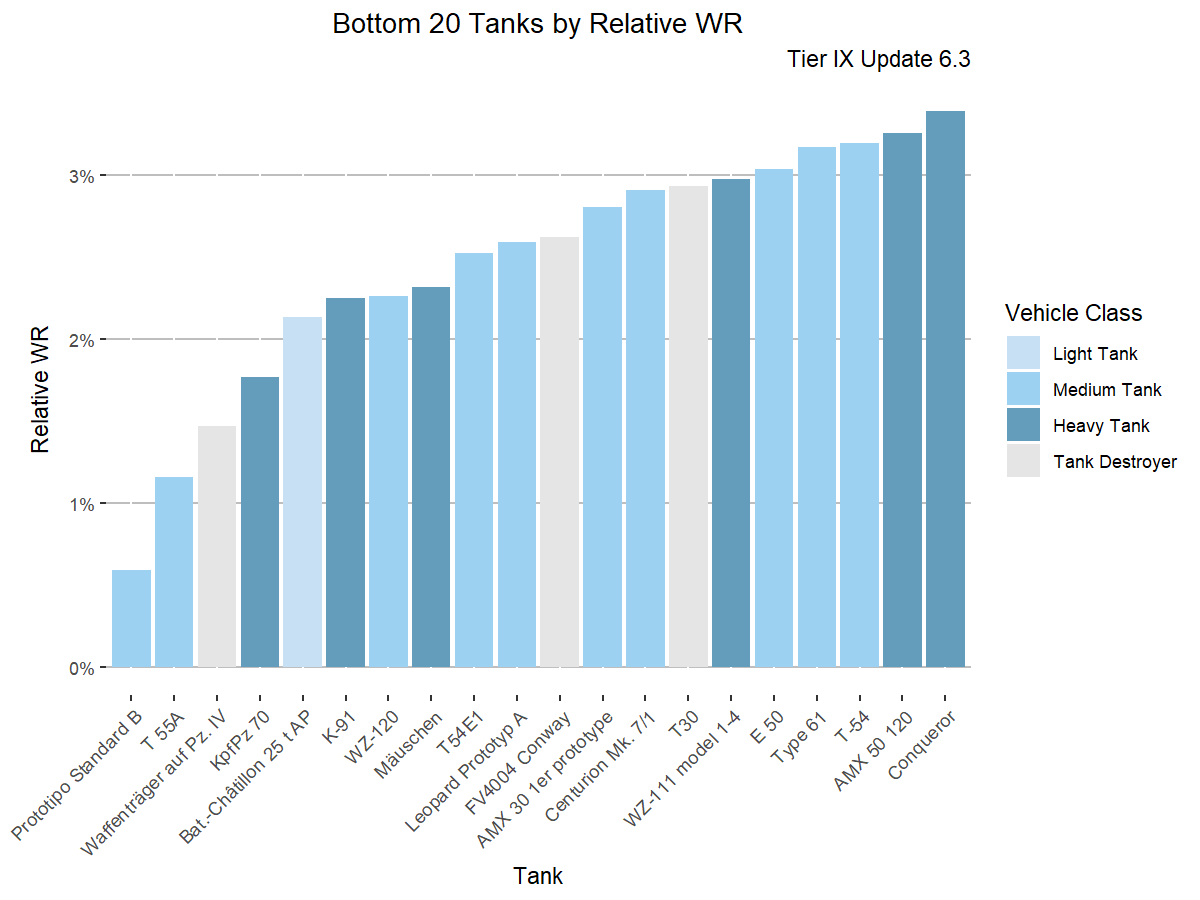 Bottom 20 Tanks by Relative WR
Tier IX Update 6.3
Relative WR
3%
2%
1%
0%
Prototipo Standard B
T 55A
Waffenträger auf Pz. IV
KpfPz 70
Bat.-Châtillon 25 t AP
K-91
WZ-120
Mäuschen
T54E1
Leopard Prototyp A
FV4004 Conway
AMX 30 1er prototype
Centurion Mk. 7/1
T30
WZ-111 model 1-4
E 50
Type 61
T-54
AMX 50 120
Conqueror
Tank
Vehicle Class
Light Tank
Medium Tank
Heavy Tank
Tank Destroyer